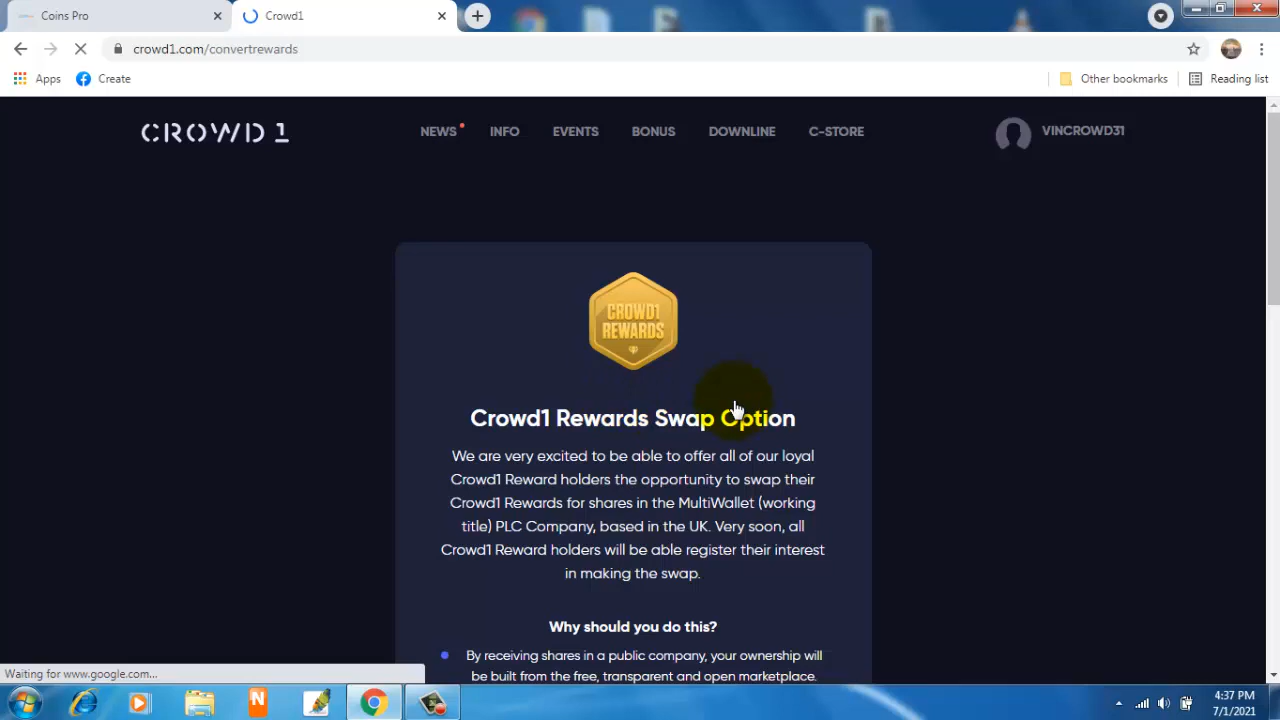 Coins Pro
Crowd1
crowd1.com/convertrewards
Apps
Create
Other bookmarks
Reading list
CROWD 1
NEWS
INFO
EVENTS
BONUS
DOWNLINE
C-STORE
VINCROWD31
CROWD1
REWARDS
Crowd1 Rewards Swap Option
We are very excited to be able to offer all of our loyal
Crowd1 Reward holders the opportunity to swap their
Crowd1 Rewards for shares in the MultiWallet (working
title) PLC Company, based in the UK. Very soon, all
Crowd1 Reward holders will be able register their interest
in making the swap.
Why should you do this?
By receiving shares in a public company, your ownership will
be built from the free, transparent and open marketplace.
Waiting for www.google.com...
4:37 PM
7/1/2021